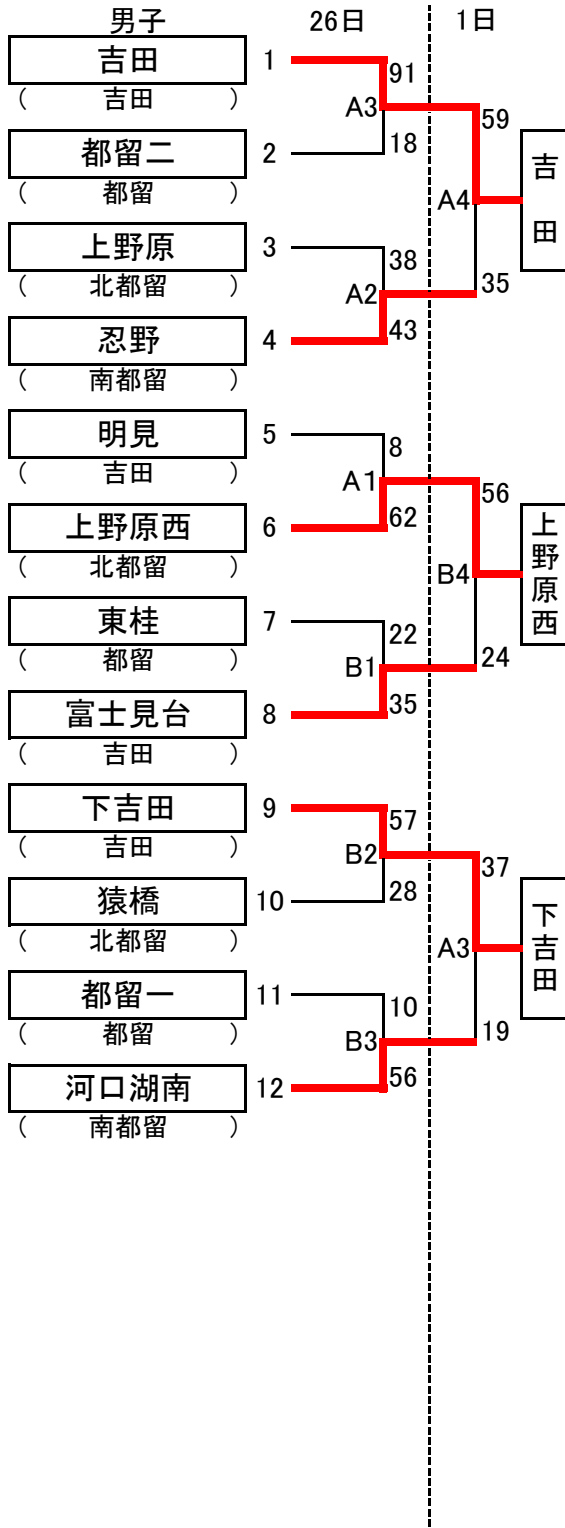 男子 26日 1日
吉田 1
( 吉田 )
91
A3
59
都留二 2
18
( 都留 )
吉田
A4
上野原 3
38
( 北都留 )
A2
35
忍野 4
43
( 南都留 )
明見 5
8
( 吉田 )
A1
56
上野原西 6
62
( 北都留 )
上野原西
B4
東桂 7
22
( 都留 )
B1
24
富士見台 8
35
( 吉田 )
下吉田 9
57
( 吉田 )
B2
37
猿橋 10
28
( 北都留 )
下吉田
A3
都留一 11
10
( 都留 )
B3
19
河口湖南 12
56
( 南都留 )